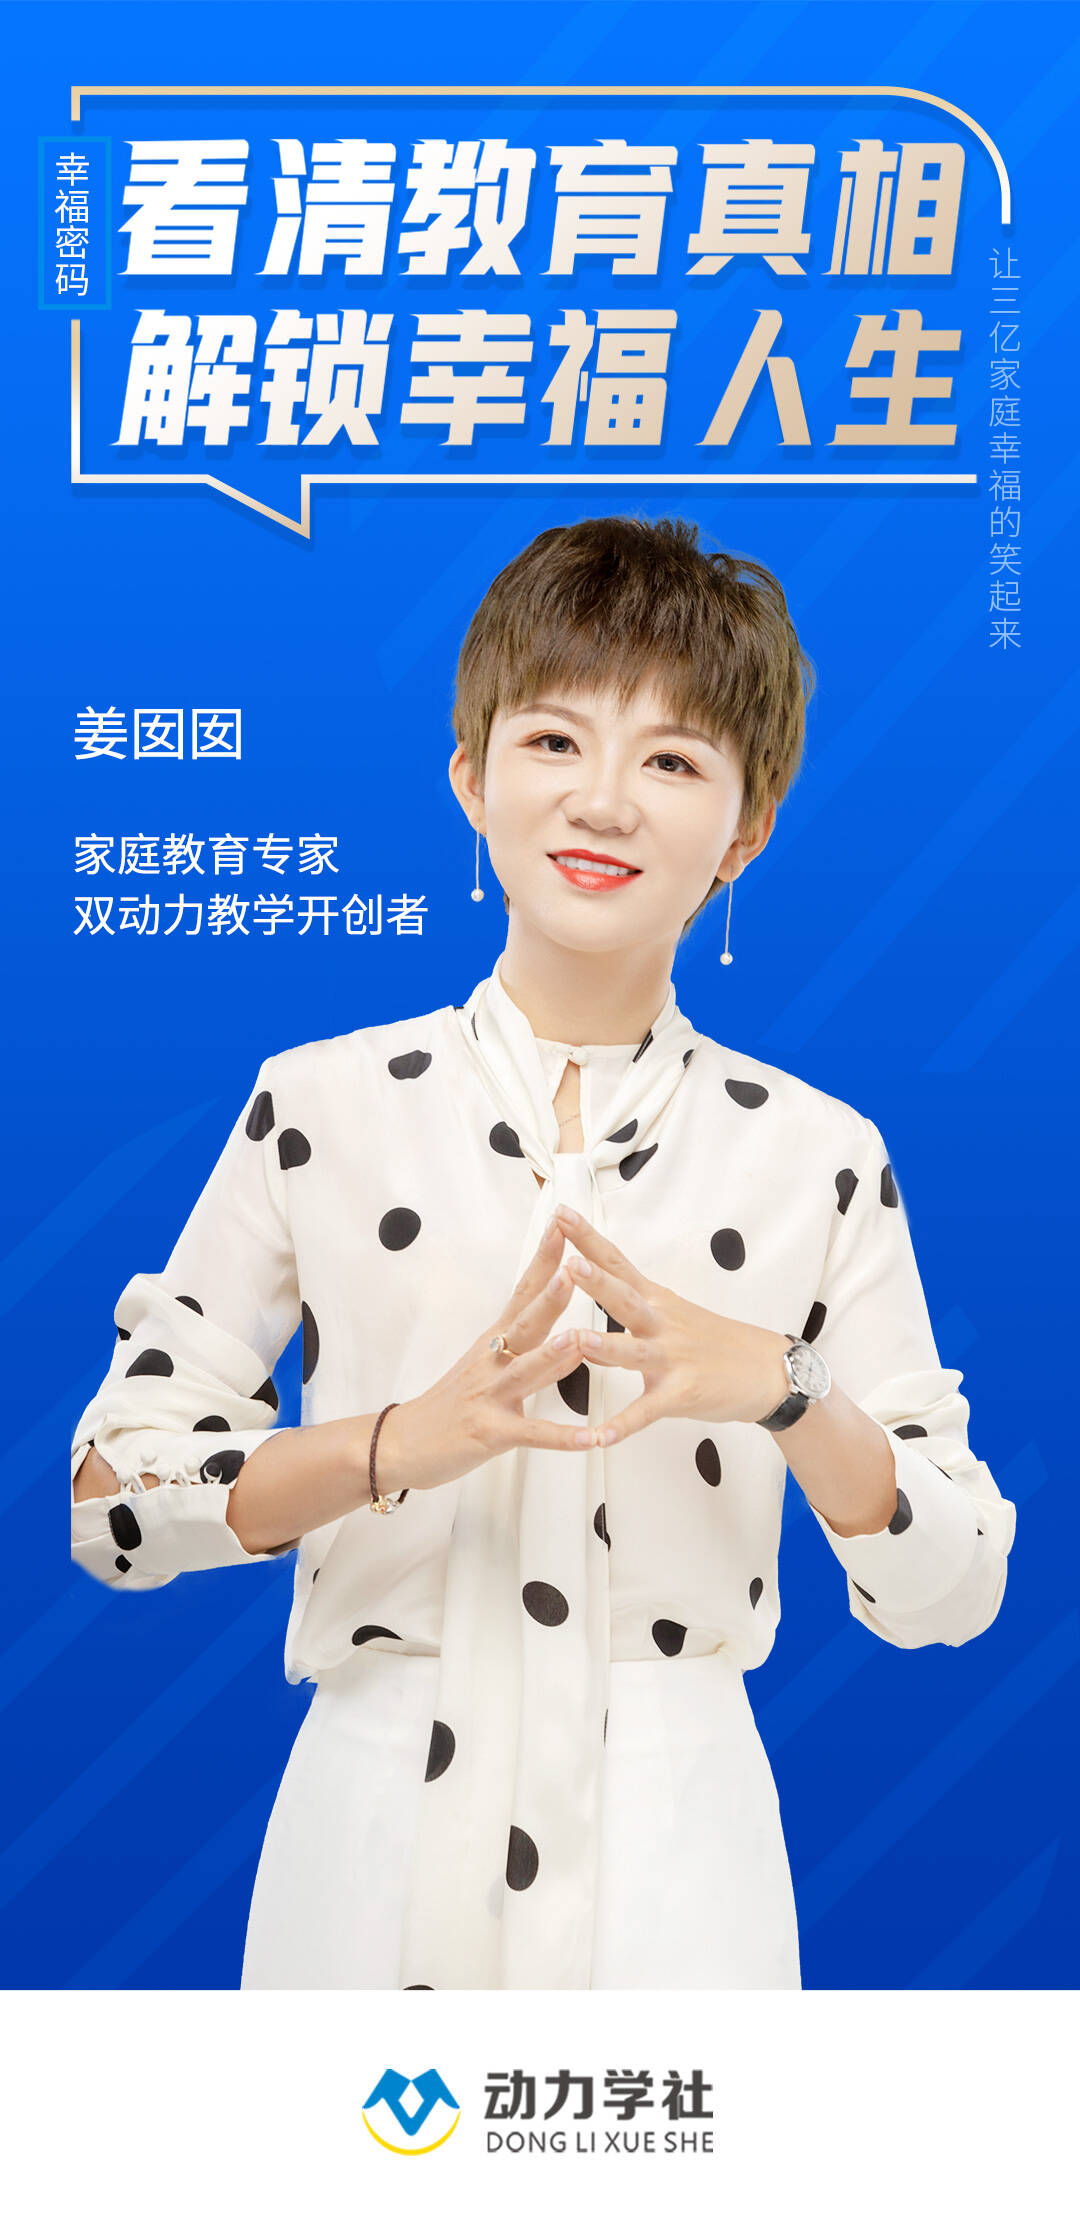 幸福密码
看清教育真相
解锁幸福人生
让三亿家庭幸福的笑起来
姜囡囡
家庭教育专家
双动力教学开创者
动力学社
DONG LI XUE SHE